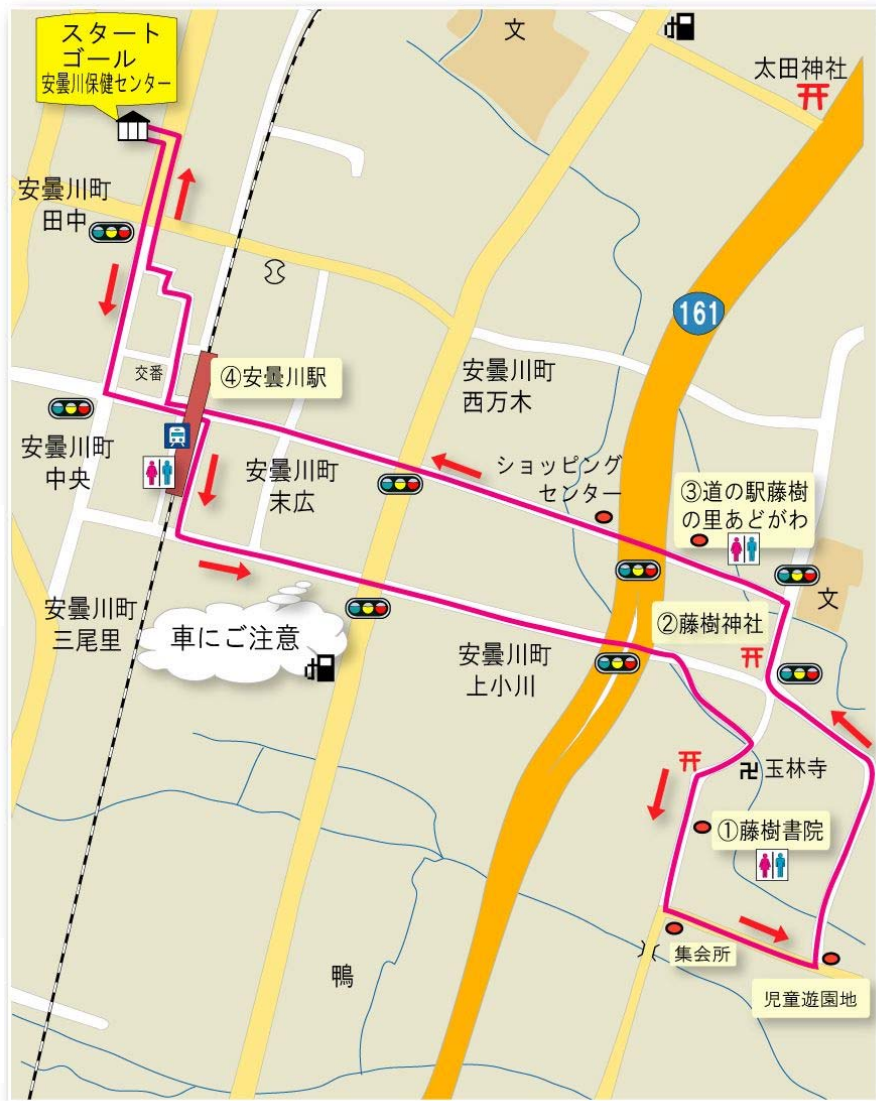 スタート
ゴール
安曇川保健センター
文
太田神社
安曇川町
田中
161
交番
④安曇川駅
安曇川町
西万木
安曇川町
中央
安曇川町
末広
ショッピング
センター
③道の駅藤樹
の里あどがわ
文
安曇川町
三尾里
車にご注意
安曇川町
上小川
②藤樹神社
卍玉林寺
①藤樹書院
集会所
児童遊園地
鴨